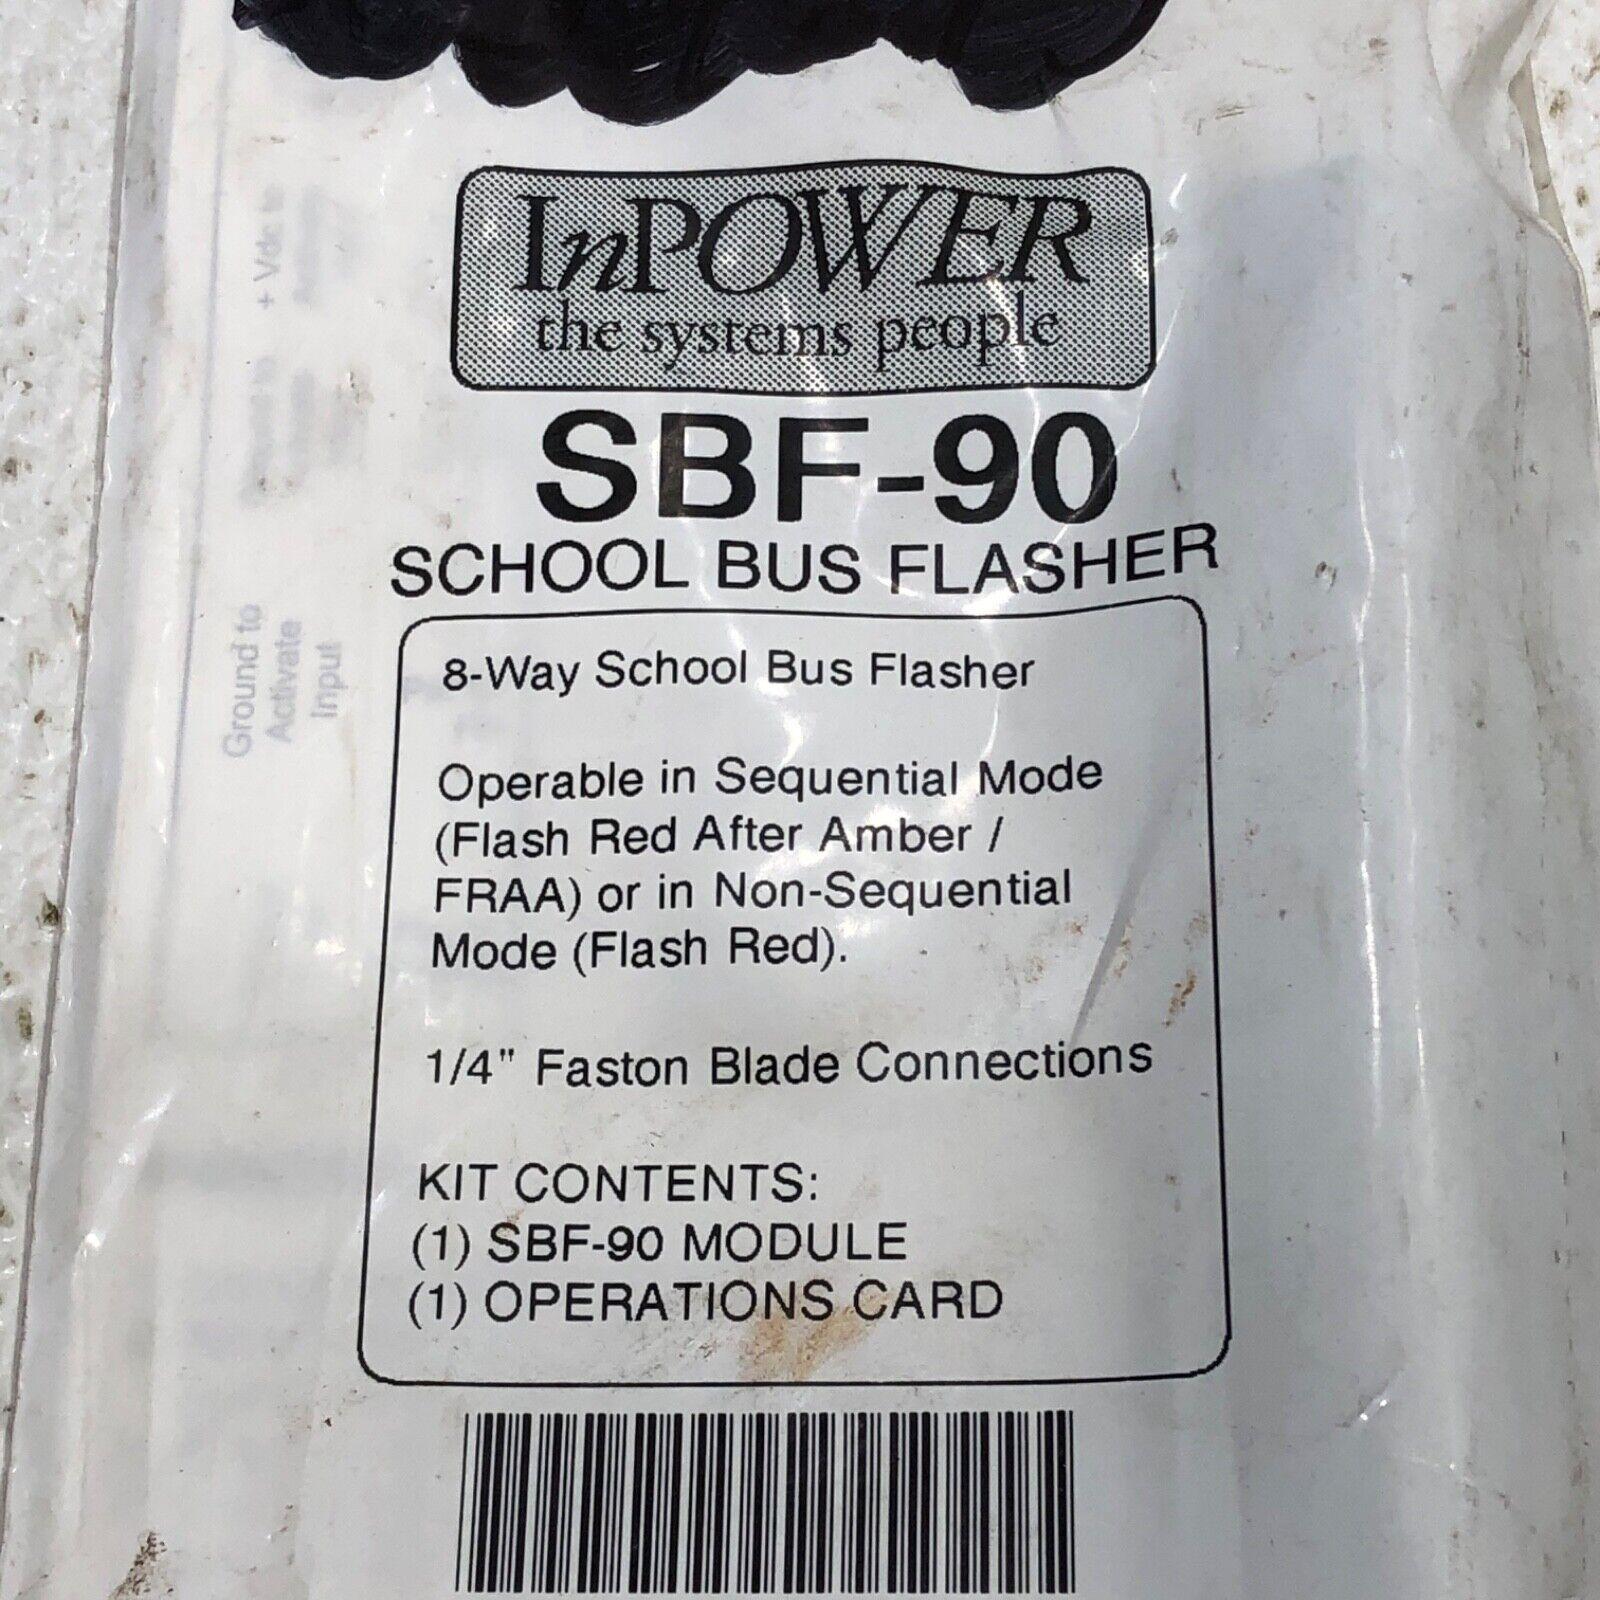 InPOWER
the systems people
SBF-90
SCHOOL BUS FLASHER
8-Way School Bus Flasher
Operable in Sequential Mode
(Flash Red After Amber /
FRAA) or in Non-Sequential
Mode (Flash Red).
1/4" Faston Blade Connections
KIT CONTENTS:
(1) SBF-90 MODULE
(1) OPERATIONS CARD
+ Vdc to
Ground to
Activate
Input